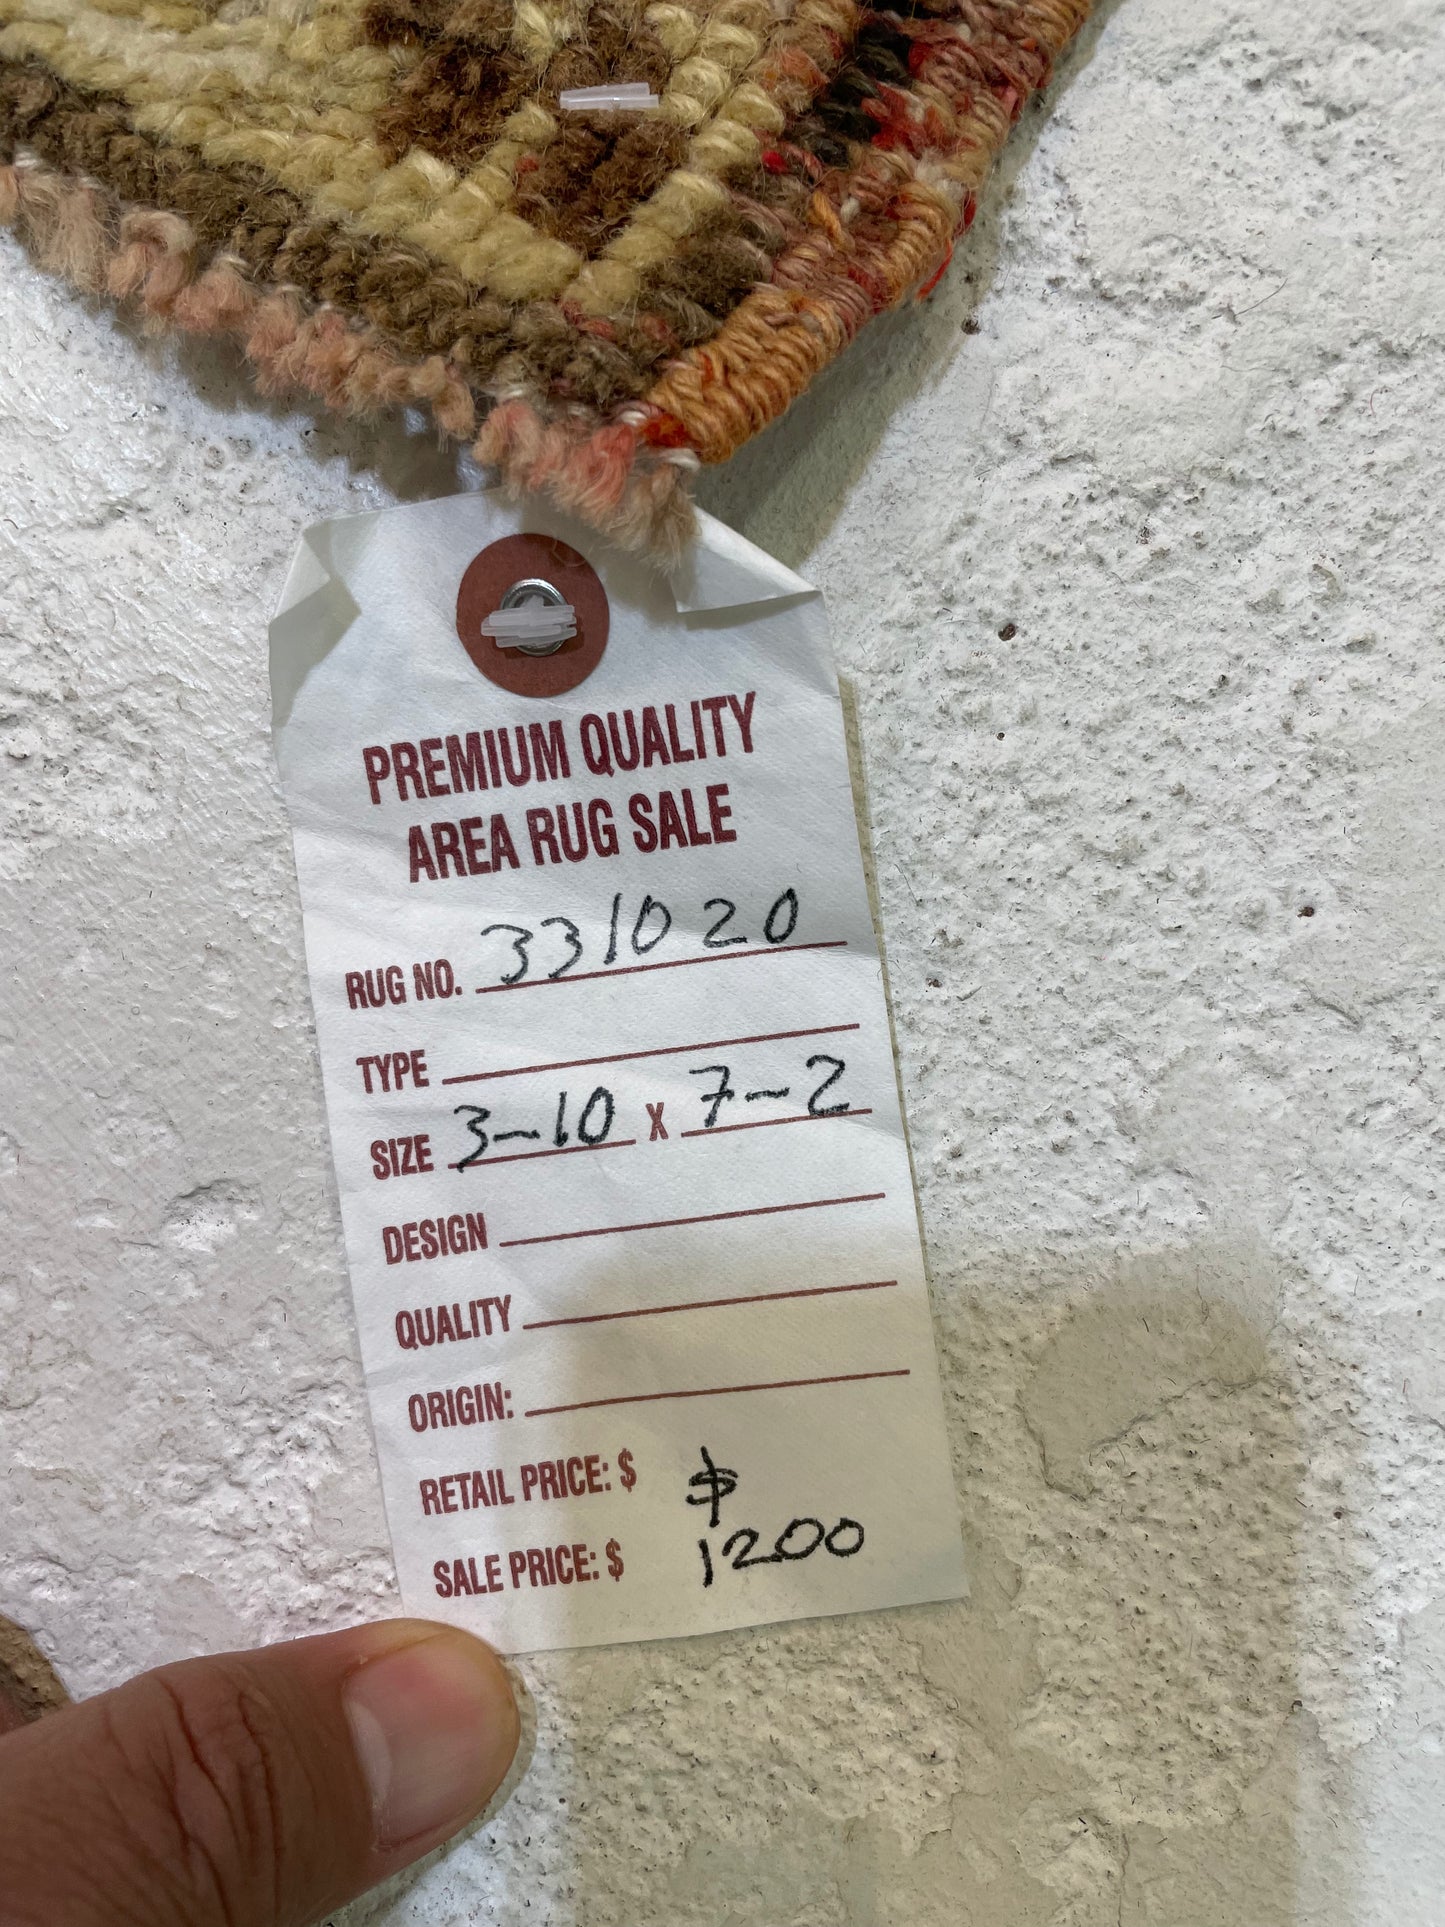 PREMIUM QUALITY
AREA RUG SALE
RUG NO. 331020
TYPE
SIZE 3-10 X 7-2
DESIGN
QUALITY
ORIGIN:
RETAIL PRICE: $ $
SALE PRICE: $ 1200